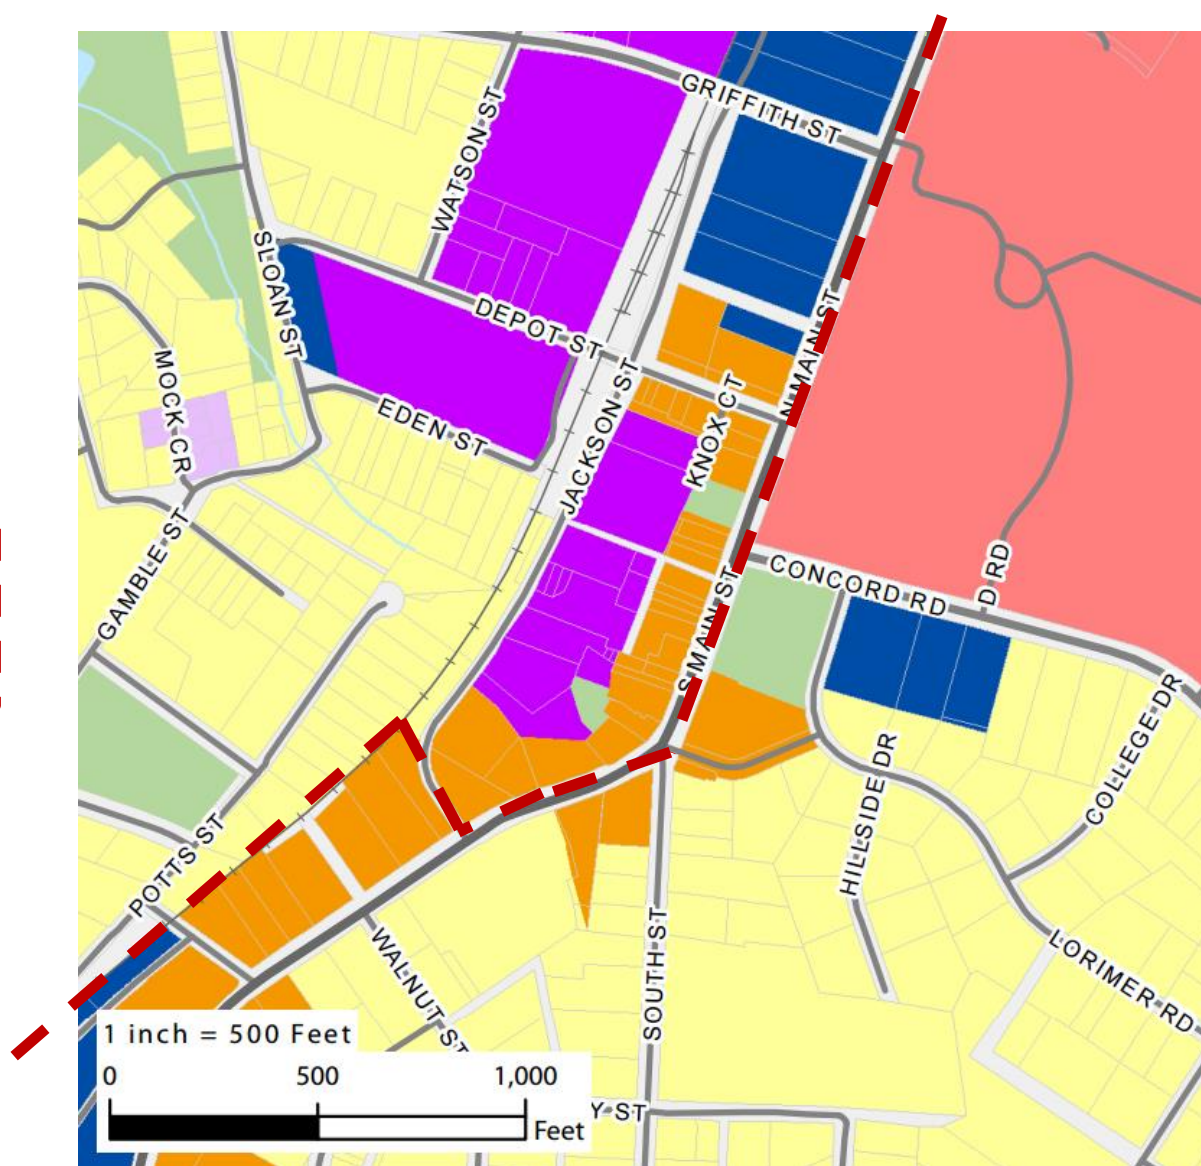 GRIFFITH ST
WATSON ST
SLOAN ST
DEPOT ST
N MAIN ST
MOCK CR
EDEN ST
JACKSON ST
KNOX CT
GAMBLE ST
CONCORD RD
D RD
S MAIN ST
COLLEGE DR
HILLSIDE DR
POTTS ST
WALNUT ST
SOUTH ST
LORIMER RD
1 inch = 500 Feet
0 500 1,000
Feet
Y ST